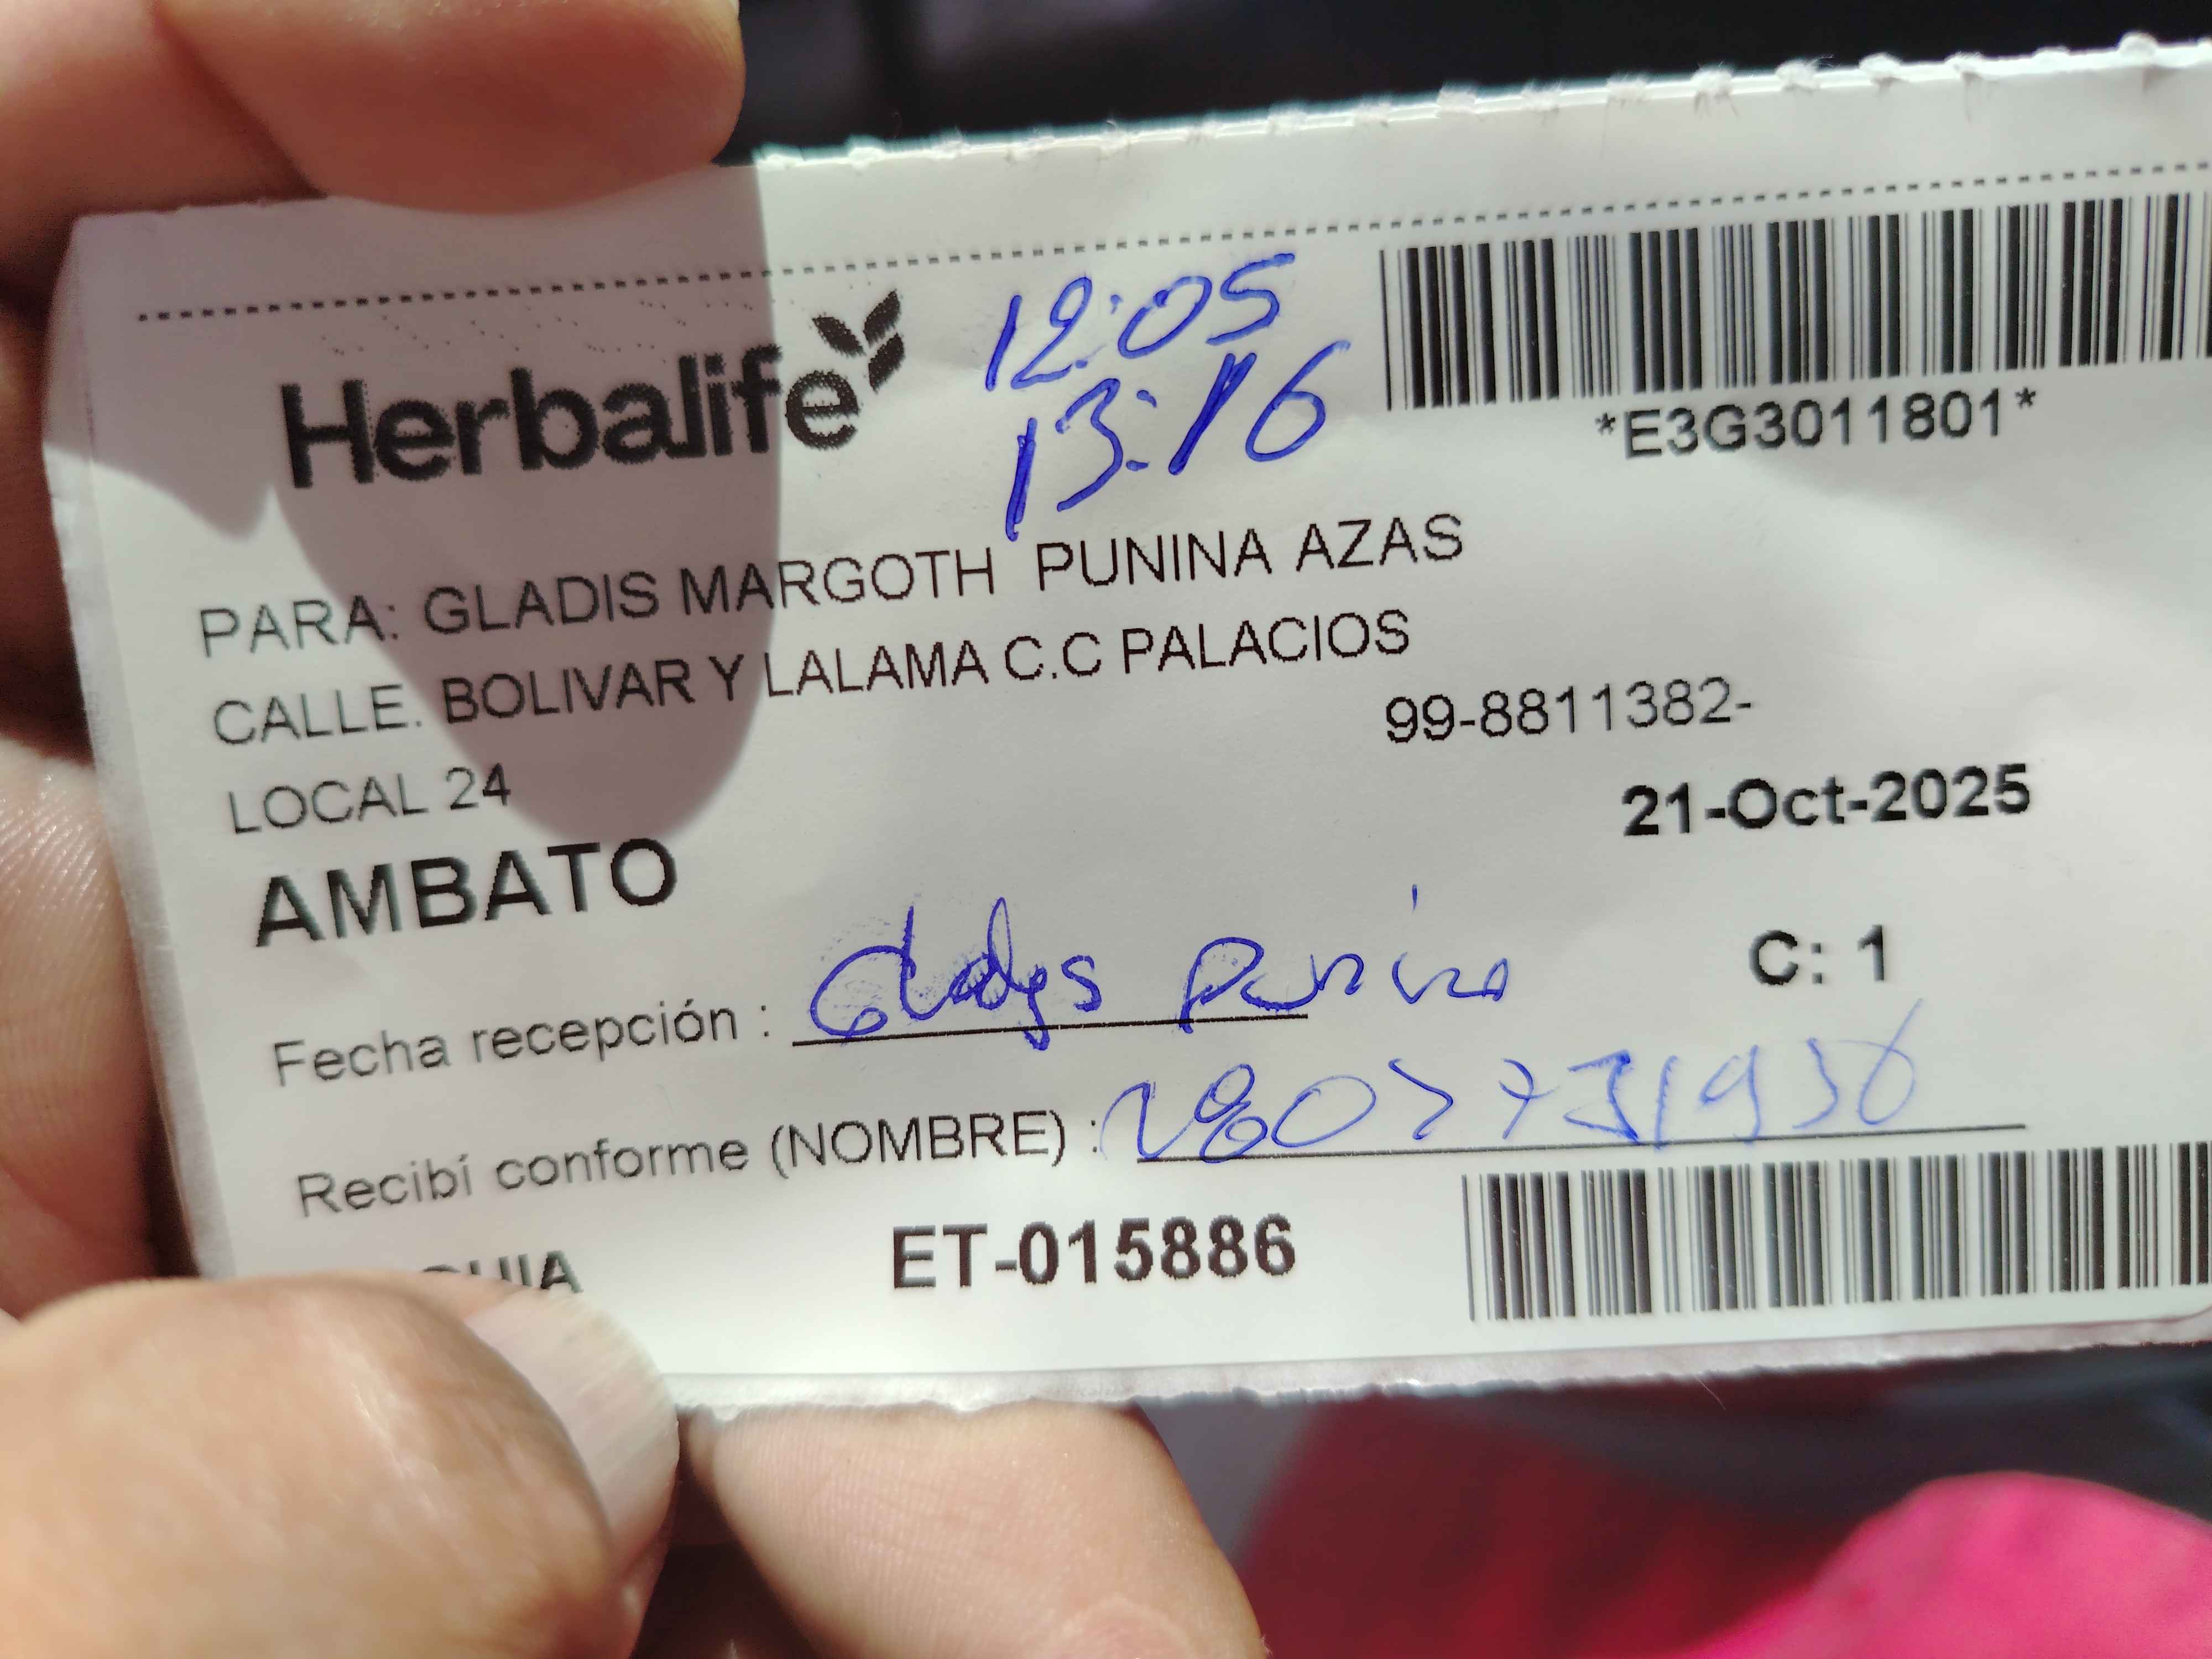 Herbalife
12:05
13:16
*E3G3011801*
PARA: GLADIS MARGOTH PUNINA AZAS
CALLE. BOLIVAR Y LALAMA C.C PALACIOS
99-8811382-
LOCAL 24
21-Oct-2025
AMBATO
C: 1
Fecha recepción : Gladys Punina
Recibí conforme (NOMBRE) :
ET-015886